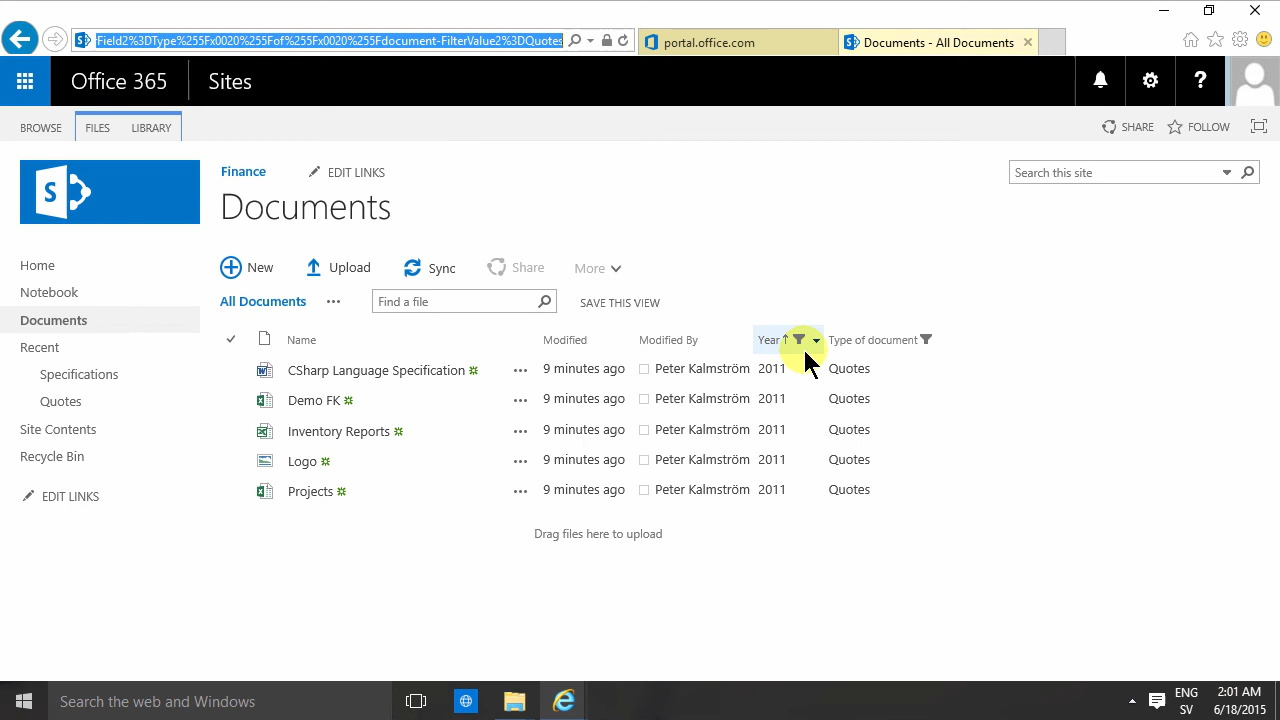 Field2%3DType%255Fx0020%255Fof%255Fx0020%255Fdocument-FilterValue2%3DQuotes
portal.office.com
Documents - All Documents
Office 365
Sites
?
BROWSE
FILES
LIBRARY
SHARE
FOLLOW
S
Finance
EDIT LINKS
Search this site
Documents
Home
Notebook
Documents
Recent
Specifications
Quotes
Site Contents
Recycle Bin
EDIT LINKS
New
Upload
Sync
Share
More
All Documents
...
Find a file
SAVE THIS VIEW
Name Modified Modified By Year Type of document
CSharp Language Specification ... 9 minutes ago Peter Kalmström 2011 Quotes
Demo FK ... 9 minutes ago Peter Kalmström 2011 Quotes
Inventory Reports ... 9 minutes ago Peter Kalmström 2011 Quotes
Logo ... 9 minutes ago Peter Kalmström 2011 Quotes
Projects ... 9 minutes ago Peter Kalmström 2011 Quotes
Drag files here to upload
Search the web and Windows
ENG
SV
2:01 AM
6/18/2015